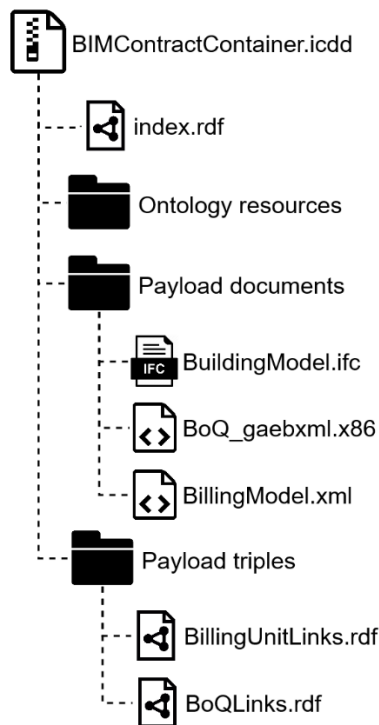 BIMContractContainer.icdd
index.rdf
Ontology resources
Payload documents
IFC
BuildingModel.ifc
BoQ_gaebxml.x86
BillingModel.xml
Payload triples
BillingUnitLinks.rdf
BoQLinks.rdf